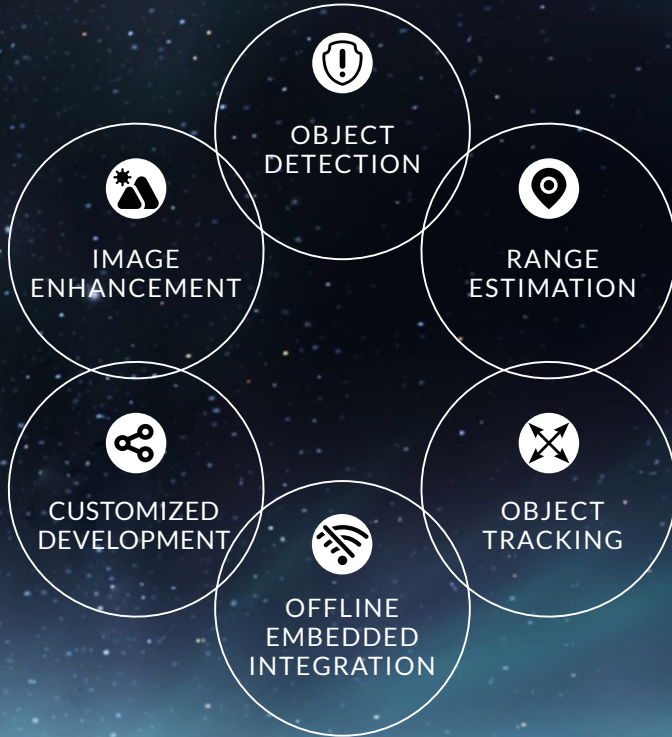 OBJECT
DETECTION
IMAGE
ENHANCEMENT
RANGE
ESTIMATION
CUSTOMIZED
DEVELOPMENT
OBJECT
TRACKING
OFFLINE
EMBEDDED
INTEGRATION